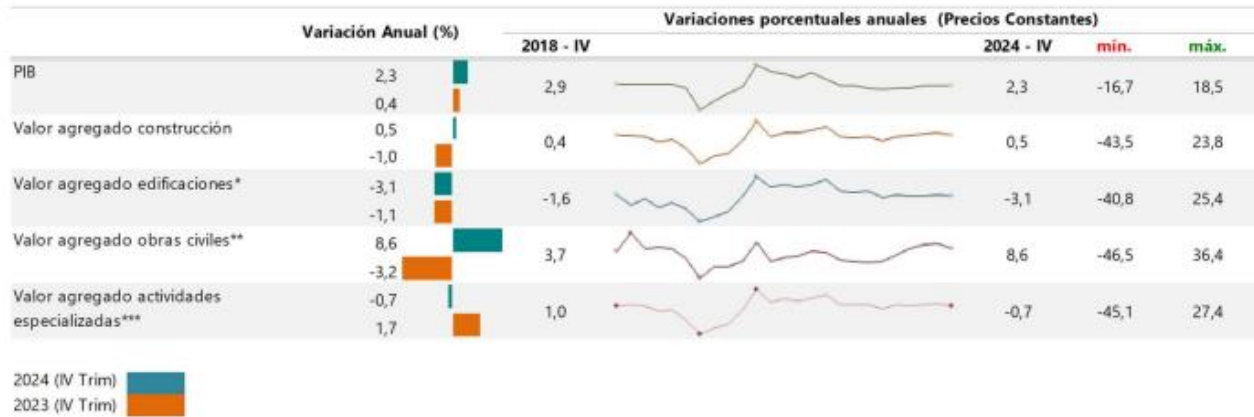 Variación Anual (%)
Variaciones porcentuales anuales (Precios Constantes)
2018 - IV
2024 - IV
mín.
máx.
PIB
2,3
0,4
2,9
2,3
-16,7
18,5
Valor agregado construcción
0,5
-1,0
0,4
0,5
-43,5
23,8
Valor agregado edificaciones*
-3,1
-1,1
-1,6
-3,1
-40,8
25,4
Valor agregado obras civiles**
8,6
-3,2
3,7
8,6
-46,5
36,4
Valor agregado actividades
especializadas***
-0,7
1,7
1,0
-0,7
-45,1
27,4
2024 (IV Trim)
2023 (IV Trim)